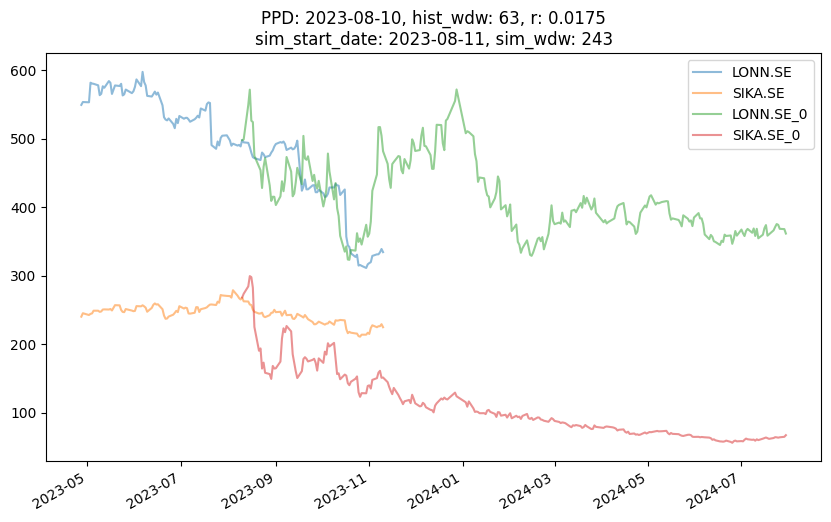 PPD: 2023-08-10, hist_wdw: 63, r: 0.0175
sim_start_date: 2023-08-11, sim_wdw: 243
LONN.SE
SIKA.SE
LONN.SE_0
SIKA.SE_0
600
500
400
300
200
100
2023-05
2023-07
2023-09
2023-11
2024-01
2024-03
2024-05
2024-07